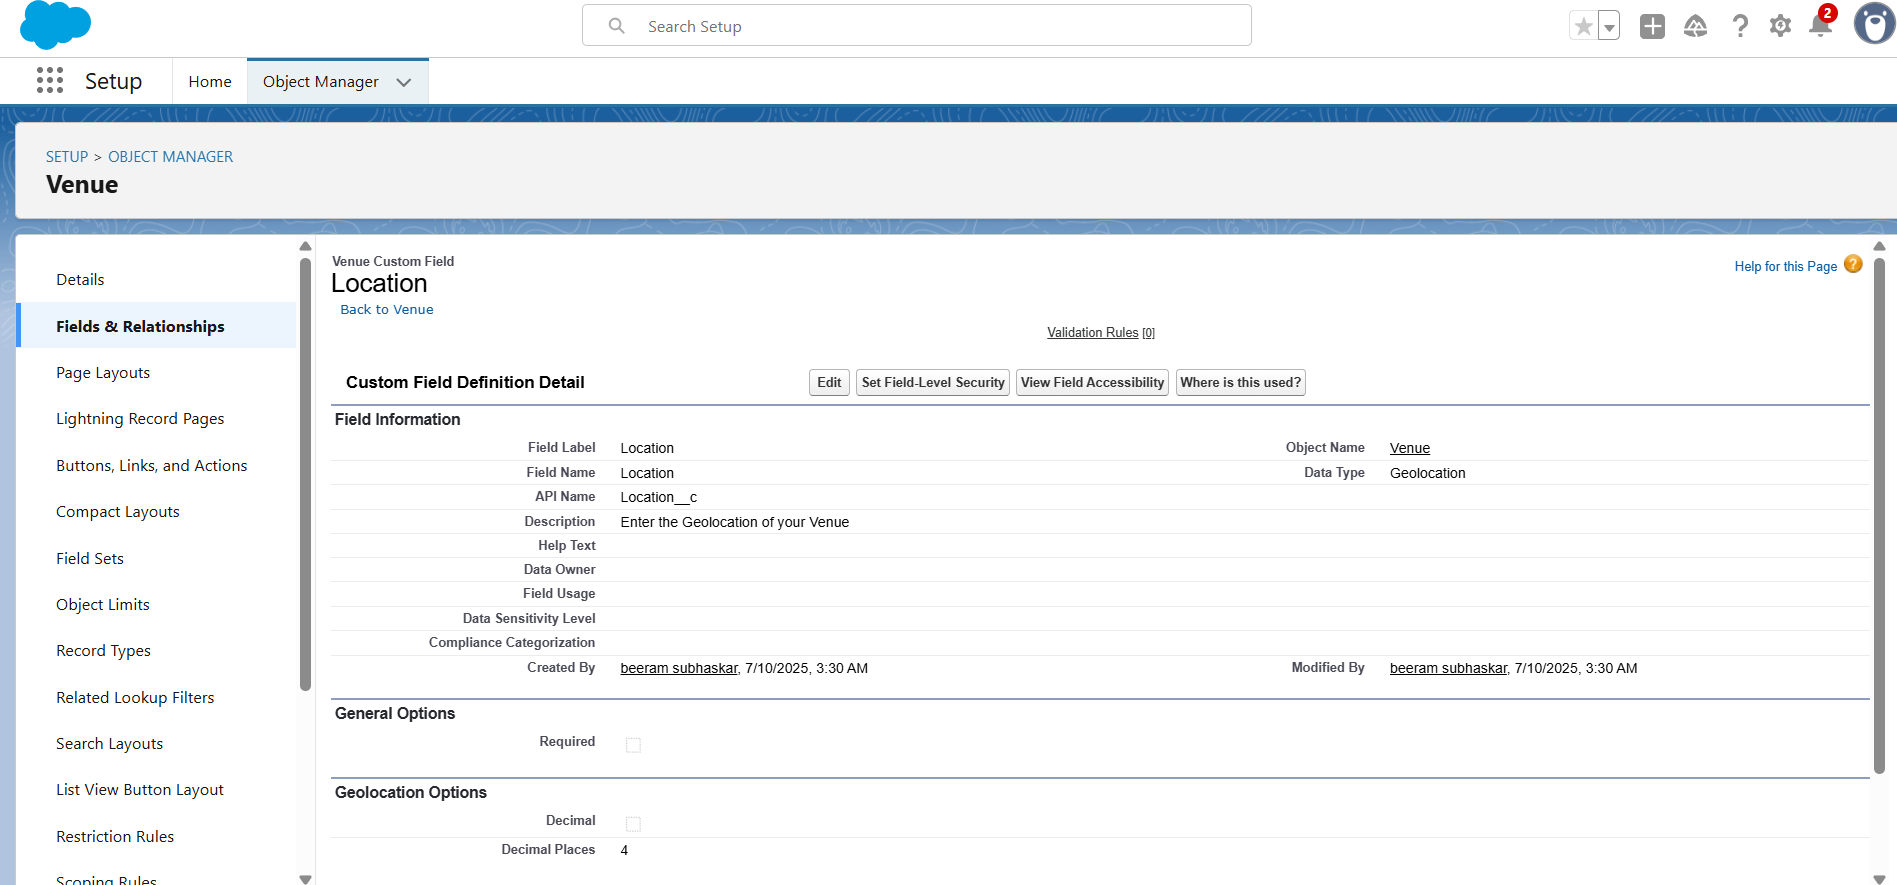 Search Setup
2
Setup
Home
Object Manager
SETUP > OBJECT MANAGER
Venue
Details
Fields & Relationships
Page Layouts
Lightning Record Pages
Buttons, Links, and Actions
Compact Layouts
Field Sets
Object Limits
Record Types
Related Lookup Filters
Search Layouts
List View Button Layout
Restriction Rules
Scoping Rules
Venue Custom Field
Location
Back to Venue
Help for this Page ?
Validation Rules [0]
Custom Field Definition Detail
Edit
Set Field-Level Security
View Field Accessibility
Where is this used?
Field Information
Field Label Location Object Name Venue
Field Name Location Data Type Geolocation
API Name Location__c
Description Enter the Geolocation of your Venue
Help Text
Data Owner
Field Usage
Data Sensitivity Level
Compliance Categorization
Created By beeram subhaskar, 7/10/2025, 3:30 AM Modified By beeram subhaskar, 7/10/2025, 3:30 AM
General Options
Required
Geolocation Options
Decimal
Decimal Places 4